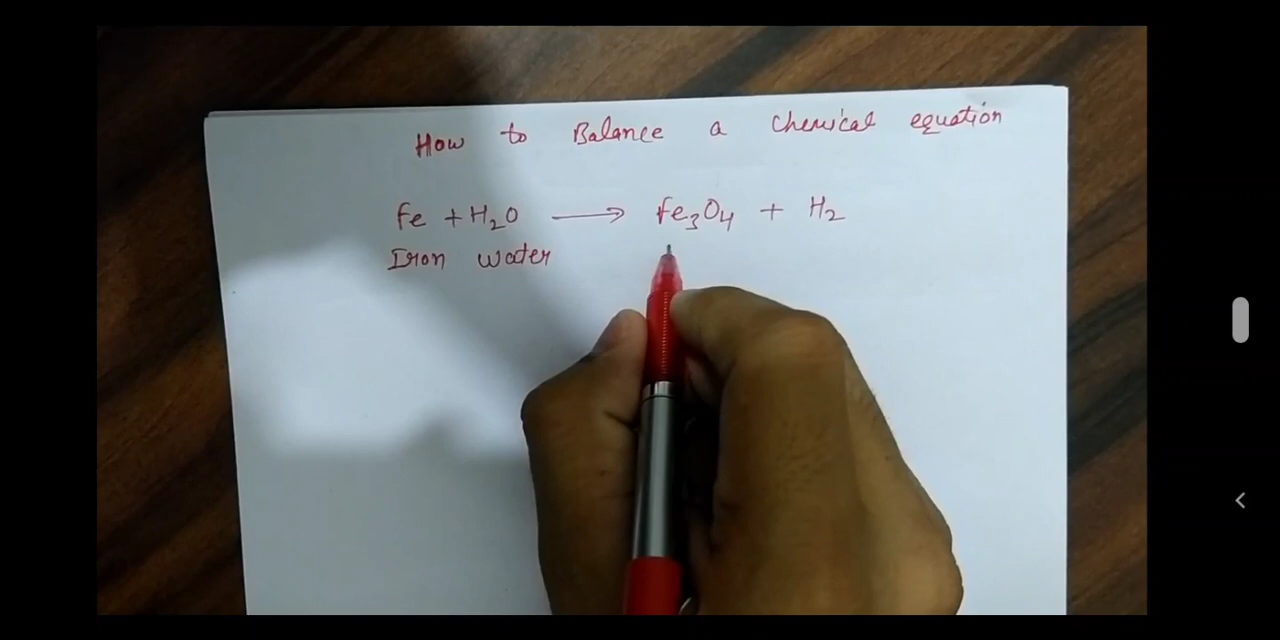 How to Balance a chemical equation
Fe + H₂O ⟶ Fe₃O₄ + H₂
Iron water